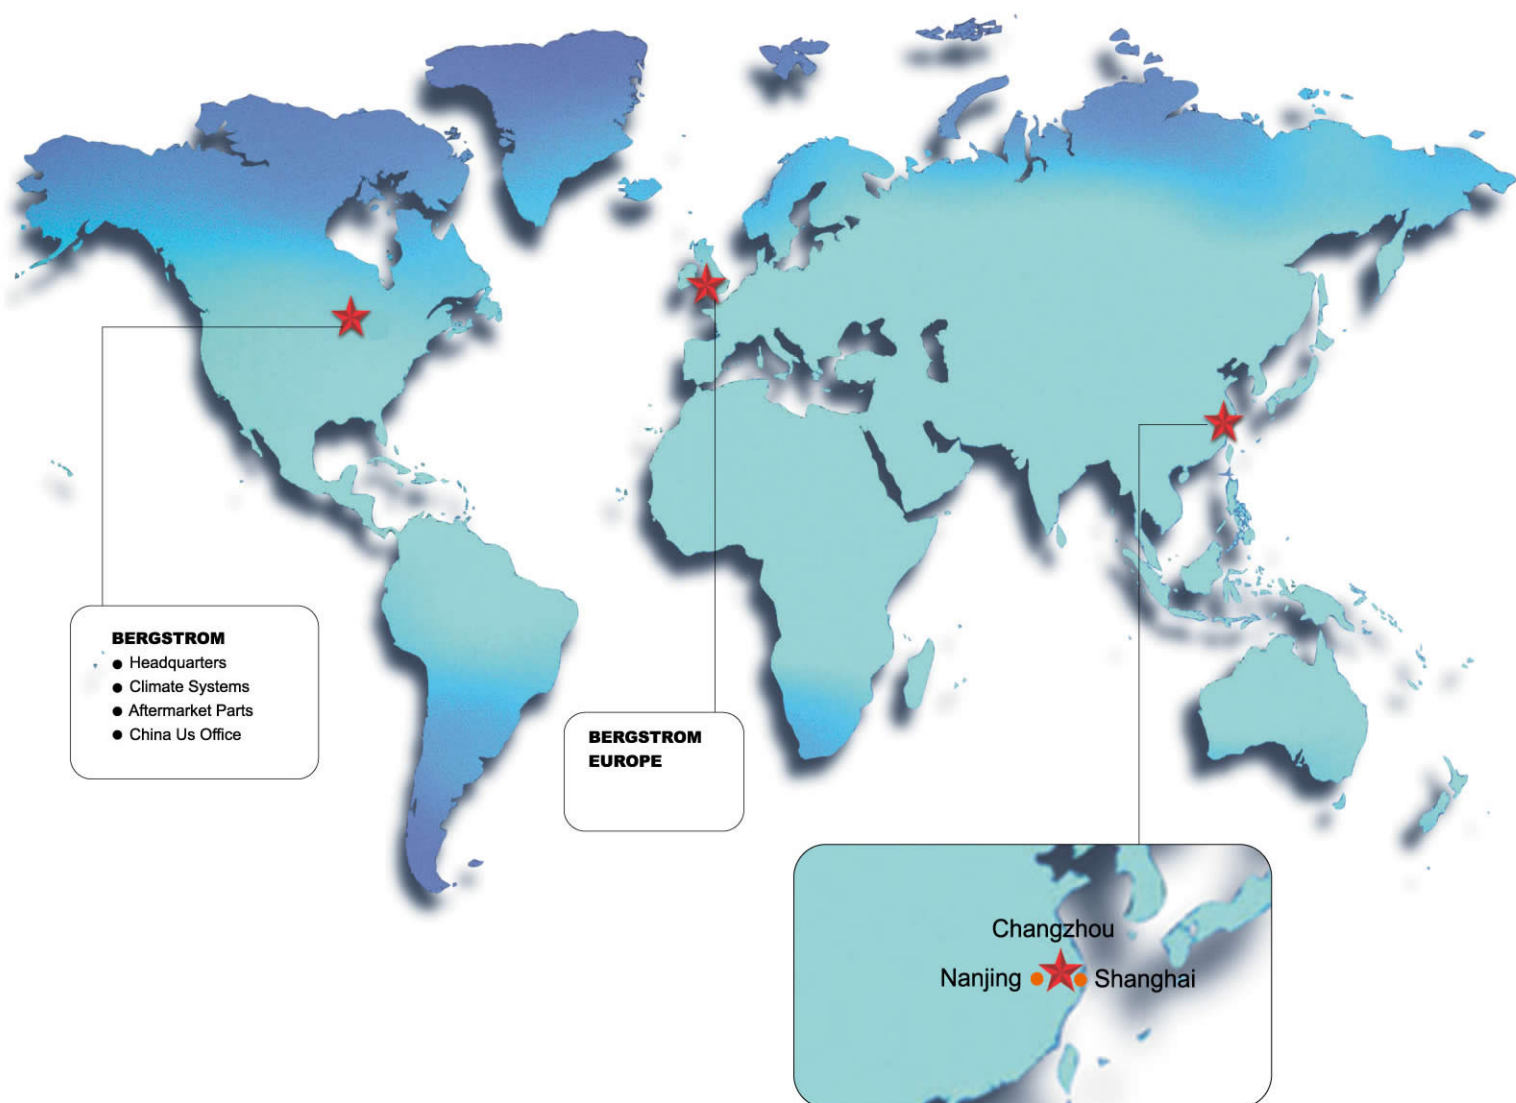 BERGSTROM
● Headquarters
● Climate Systems
● Aftermarket Parts
● China Us Office
BERGSTROM
EUROPE
Changzhou
Nanjing
Shanghai